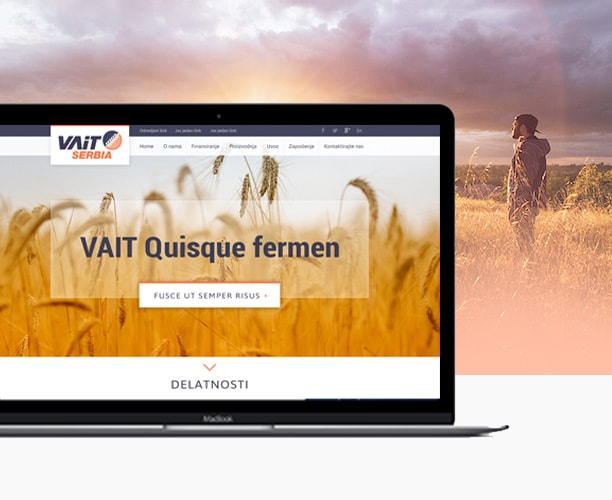 Odredjeni link Jos jedan link Jos jedan link
VAiT
SERBIA
Home O nama Finansiranje Proizvodnja Izvoz Zaposlenje Kontaktirajte nas
VAIT Quisque fermen
FUSCE UT SEMPER RISUS ›
DELATNOSTI
MacBook